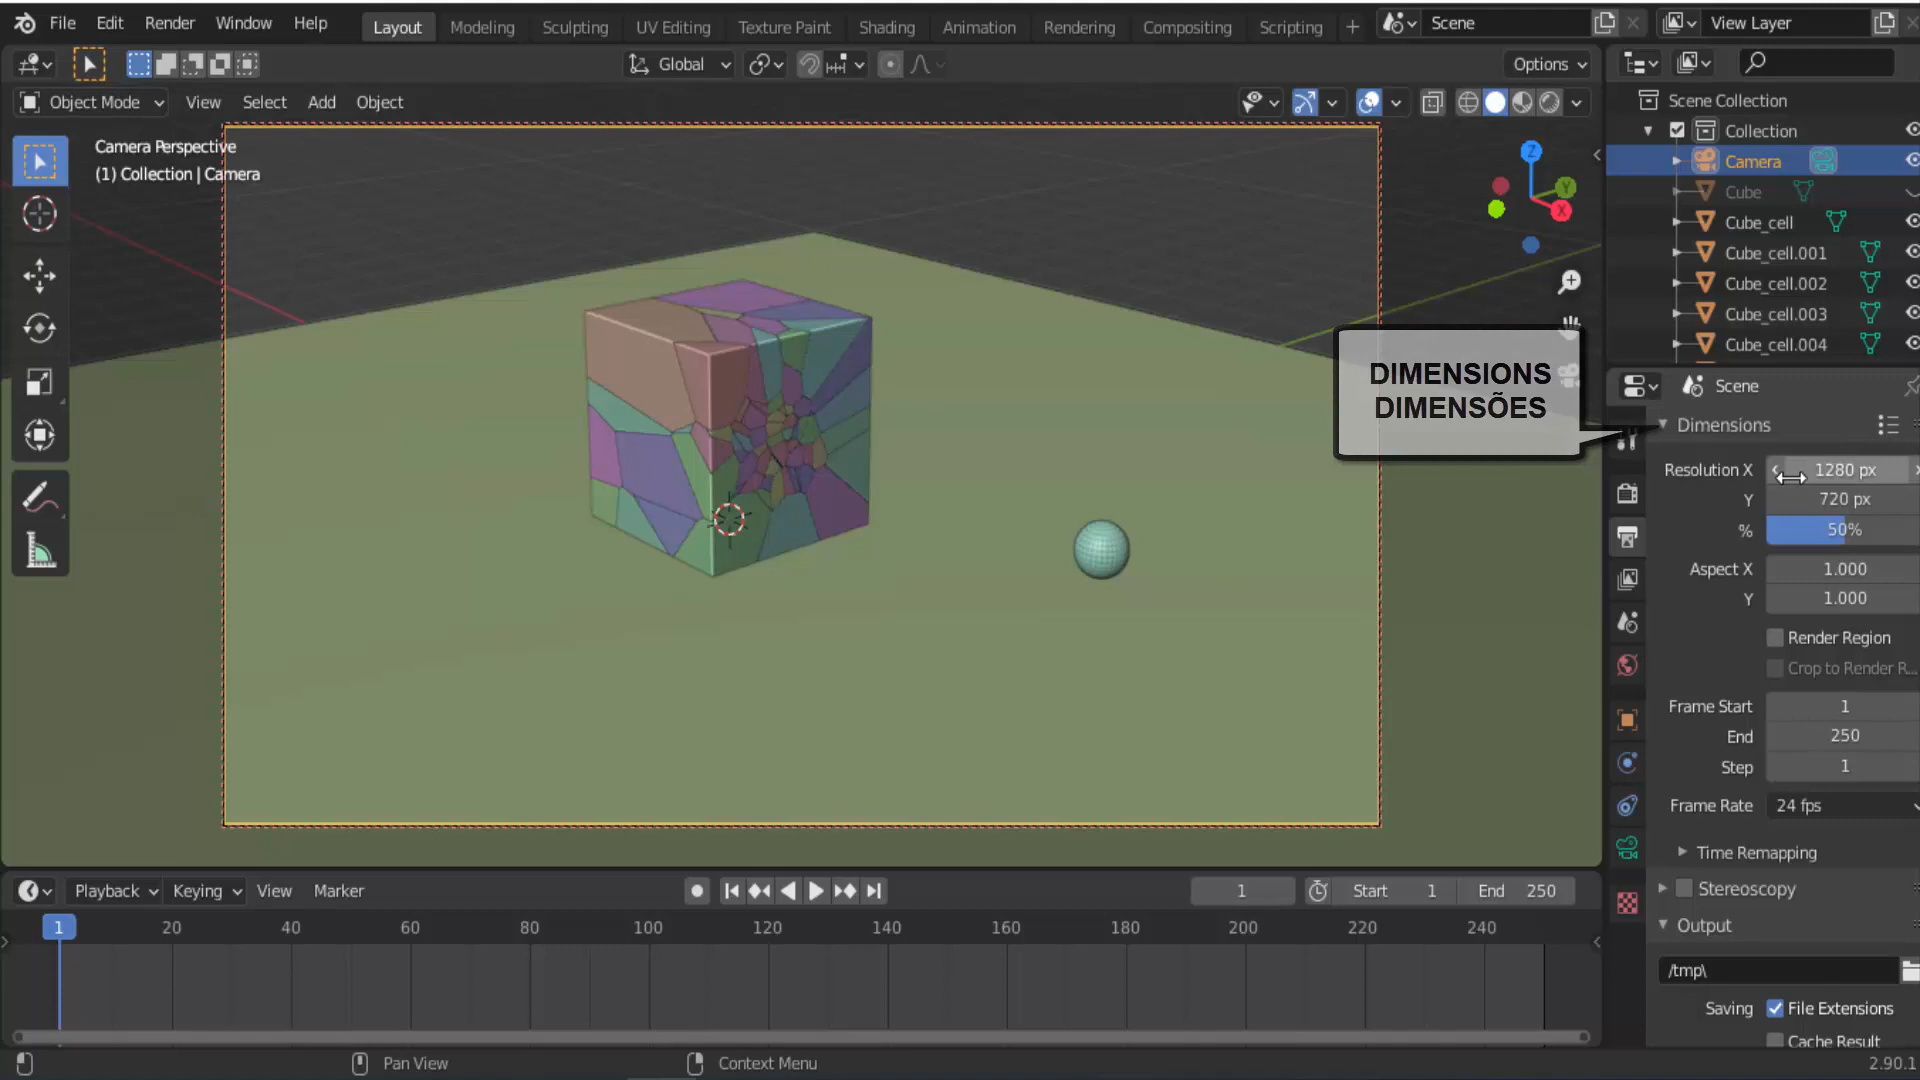 File Edit Render Window Help
Layout Modeling Sculpting UV Editing Texture Paint Shading Animation Rendering Compositing Scripting +
Scene
View Layer
Global
Options
Object Mode View Select Add Object
Camera Perspective
(1) Collection | Camera
Z
Y
X
Scene Collection
Collection
Camera
Cube
Cube_cell
Cube_cell.001
Cube_cell.002
Cube_cell.003
Cube_cell.004
DIMENSIONS
DIMENSÕES
Scene
Dimensions
Resolution X 1280 px
Y 720 px
% 50%
Aspect X 1.000
Y 1.000
Render Region
Crop to Render R...
Frame Start 1
End 250
Step 1
Frame Rate 24 fps
Time Remapping
Stereoscopy
Output
/tmp\
Saving File Extensions
Cache Result
Playback Keying View Marker
1
Start 1
End 250
1 20 40 60 80 100 120 140 160 180 200 220 240
Pan View
Context Menu
2.90.1